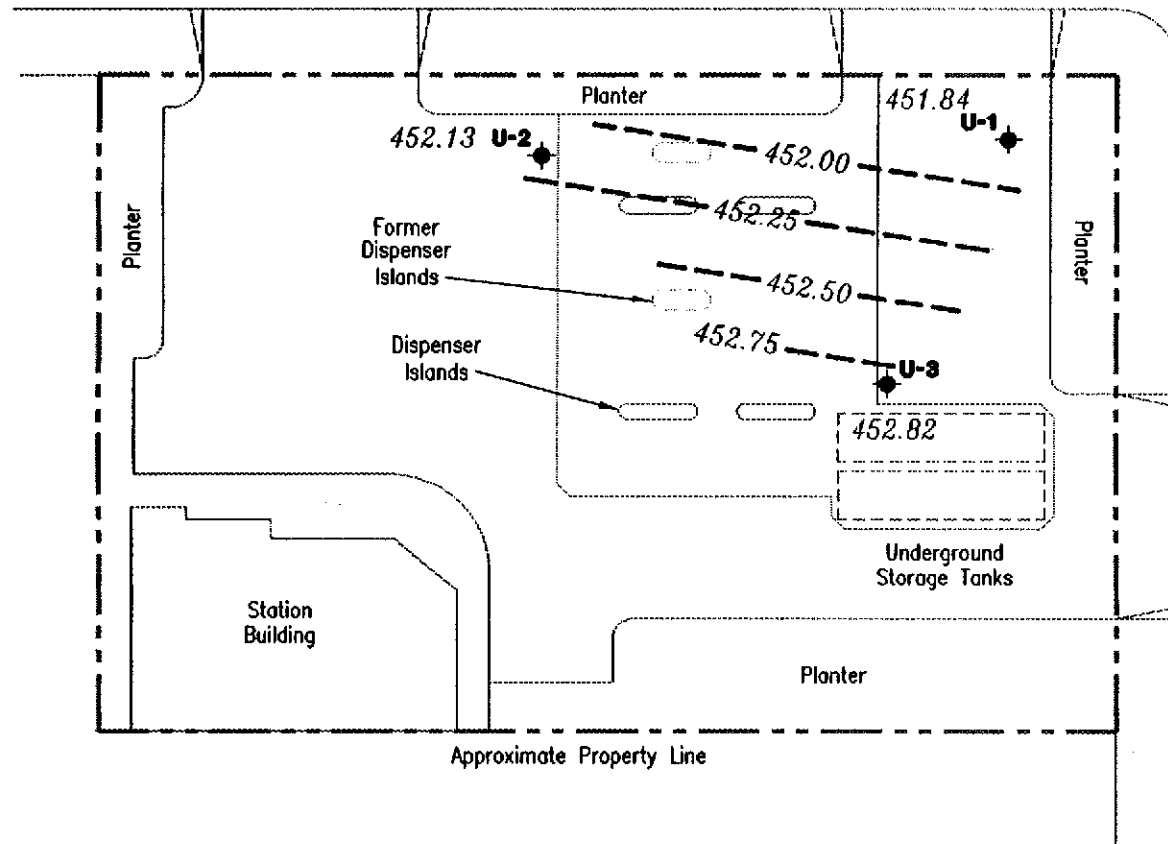 Planter
451.84
U-1
452.13 U-2
452.00
Planter
Former
Dispenser
Islands
452.25
Planter
452.50
452.75
Dispenser
Islands
U-3
452.82
Underground
Storage Tanks
Station
Building
Planter
Approximate Property Line